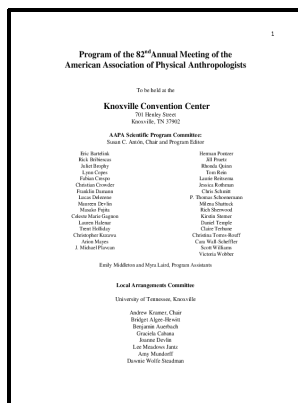 1
Program of the 82nd Annual Meeting of the
American Association of Physical Anthropologists
To be held at the
Knoxville Convention Center
701 Henley Street
Knoxville, TN 37902
AAPA Scientific Program Committee:
Susan C. Antón, Chair and Program Editor
Eric Bartelink
Rick Bribiescas
Juliet Brophy
Lynn Copes
Fabian Crespo
Christian Crowder
Franklin Damann
Lucas Delezene
Maureen Devlin
Masako Fujita
Celeste Marie Gagnon
Lauren Halenar
Trent Holliday
Christopher Kuzawa
Arion Mayes
J. Michael Plavcan
Herman Pontzer
Jill Pruetz
Rhonda Quinn
Tom Rein
Laurie Reitsema
Jessica Rothman
Chris Schmitt
P. Thomas Schoenemann
Milena Shattuck
Rich Sherwood
Kirstin Sterner
Daniel Temple
Claire Terhune
Christina Torres-Rouff
Cara Wall-Scheffler
Scott Williams
Victoria Wobber
Emily Middleton and Myra Laird, Program Assistants
Local Arrangements Committee
University of Tennessee, Knoxville
Andrew Kramer, Chair
Bridget Algee-Hewitt
Benjamin Auerbach
Graciela Cabana
Joanne Devlin
Lee Meadows Jantz
Amy Mundorff
Dawnie Wolfe Steadman